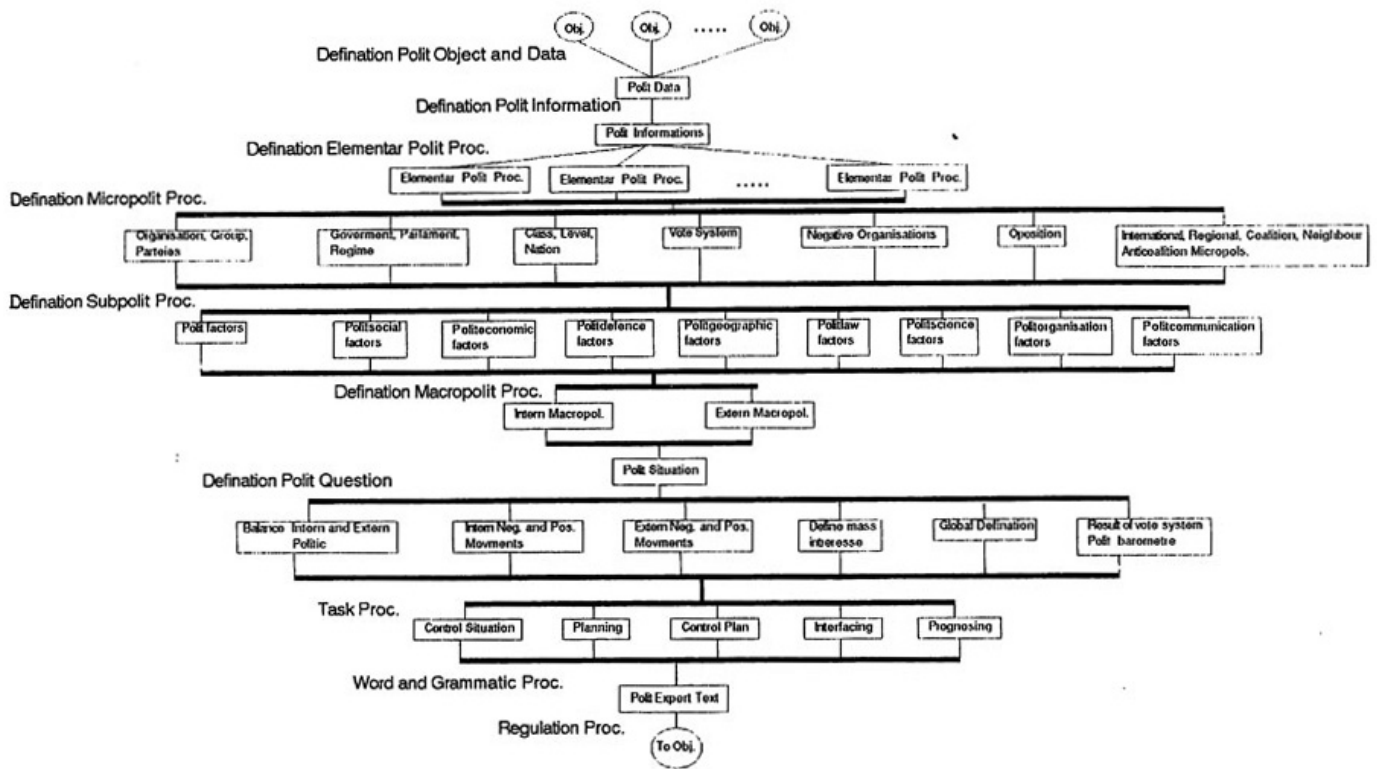 Obj.
Obj.
.....
Obj.
Defination Polit Object and Data
Polit Data
Defination Polit Information
Polit Informations
Defination Elementar Polit Proc.
Elementar Polit Proc.
Elementar Polit Proc.
.....
Elementar Polit Proc.
Defination Micropolit Proc.
Organisation, Group,
Parteies
Goverment, Parlament,
Regime
Class, Level,
Nation
Vote System
Negative Organisations
Oposition
International, Regional, Coalition, Neighbour
Anticoalition Micropols.
Defination Subpolit Proc.
Polit factors
Politsocial
factors
Politeconomic
factors
Politdefence
factors
Politgeographic
factors
Politlaw
factors
Politscience
factors
Politorganisation
factors
Politcommunication
factors
Defination Macropolit Proc.
Intern Macropol.
Extern Macropol.
Polit Situation
Defination Polit Question
Balance Intern and Extern
Politic
Intern Neg. and Pos.
Movments
Extern Neg. and Pos.
Movments
Define mass
interesse
Global Defination
Result of vote system
Polit barometre
Task Proc.
Control Situation
Planning
Control Plan
Interfacing
Prognosing
Word and Grammatic Proc.
Polit Expert Text
Regulation Proc.
To Obj.